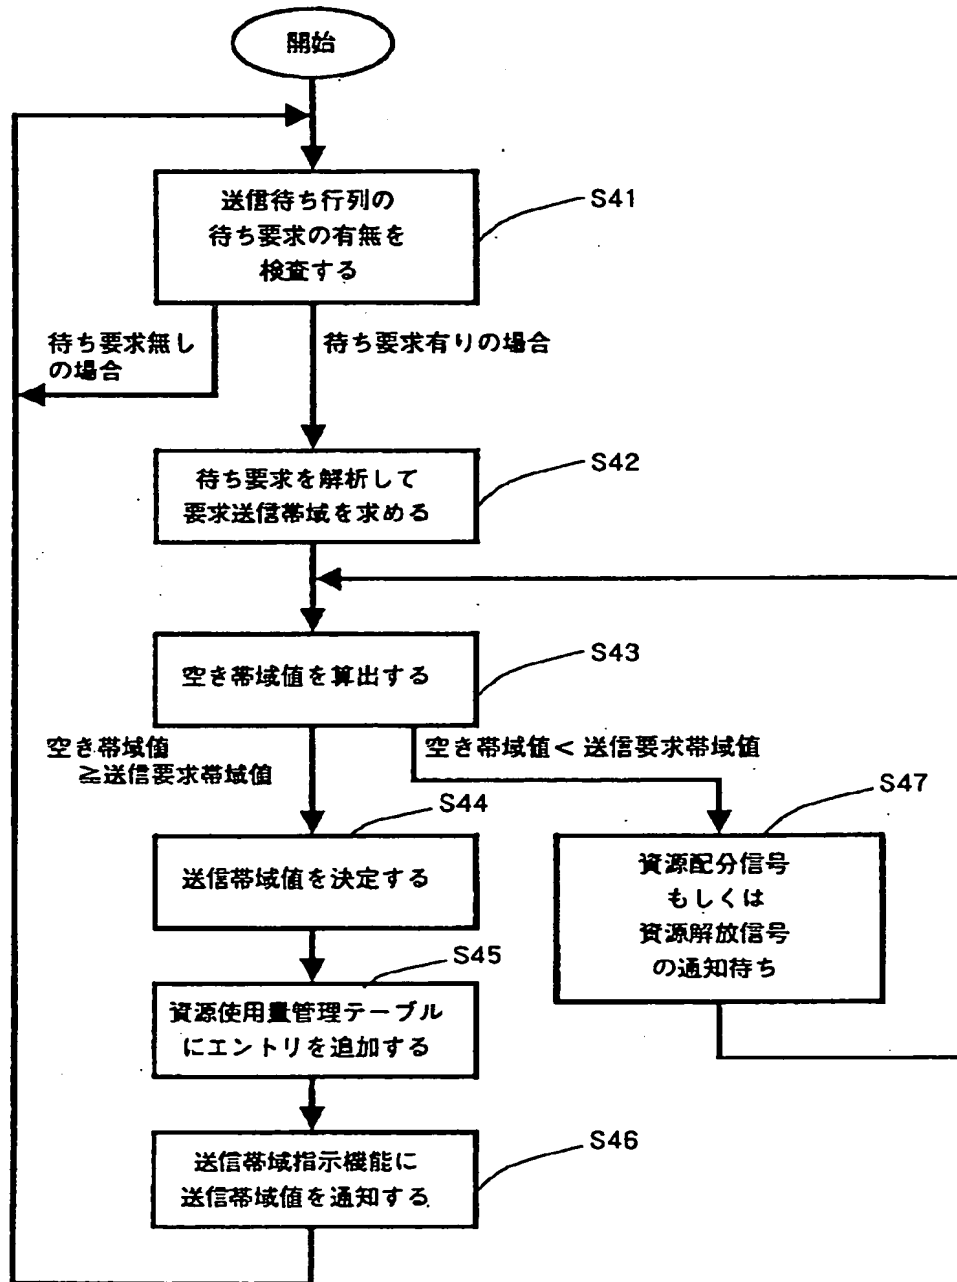 開始
送信待ち行列の
待ち要求の有無を
検査する
S41
待ち要求無し
の場合
待ち要求有りの場合
待ち要求を解析して
要求送信帯域を求める
S42
空き帯域値を算出する
S43
空き帯域値
≧送信要求帯域値
空き帯域値< 送信要求帯域値
S44
送信帯域値を決定する
S47
資源配分信号
もしくは
資源解放信号
の通知待ち
S45
資源使用量管理テーブル
にエントリを追加する
送信帯域指示機能に
送信帯域値を通知する
S46